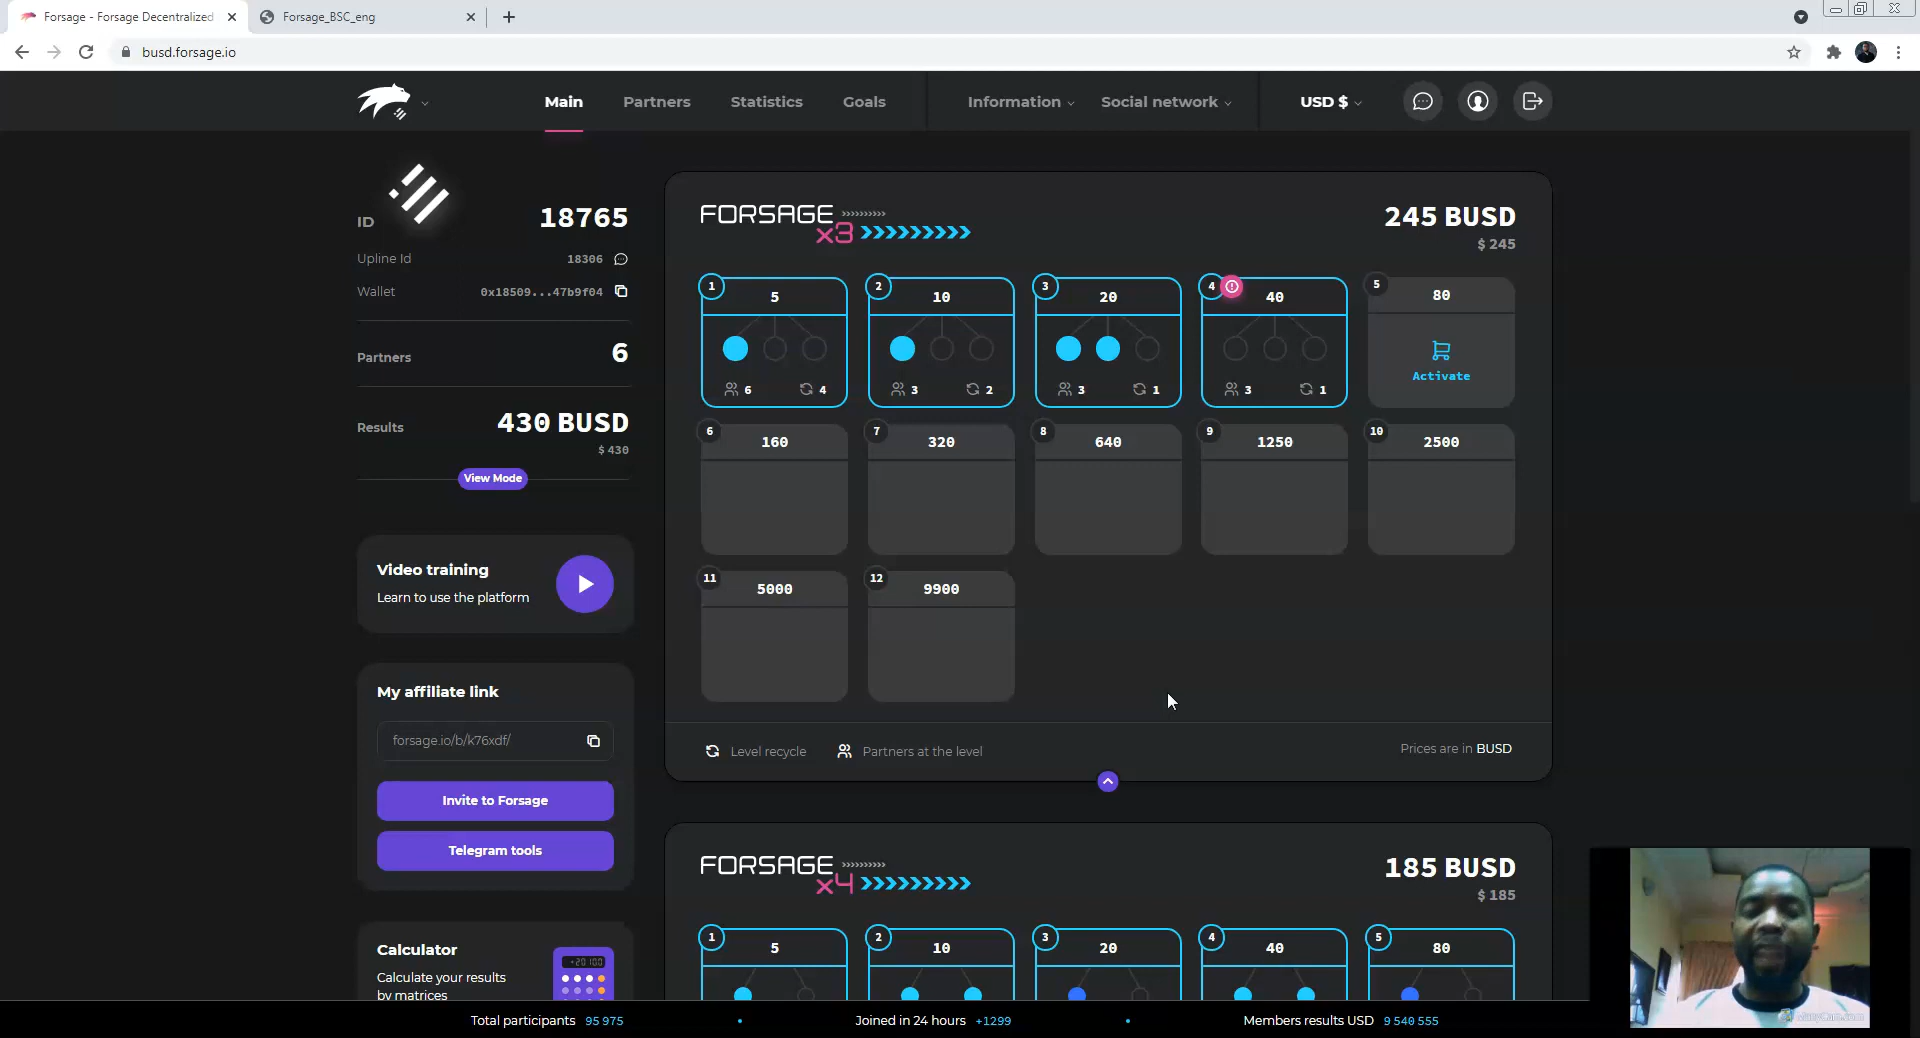 Forsage - Forsage Decentralized
Forsage_BSC_eng
busd.forsage.io
Main
Partners
Statistics
Goals
Information
Social network
USD $
ID
18765
Upline Id
18306
Wallet
0x18509...47b9f04
Partners
6
Results
430 BUSD
$ 430
View Mode
Video training
Learn to use the platform
My affiliate link
forsage.io/b/k76xdf/
Invite to Forsage
Telegram tools
Calculator
Calculate your results
by matrices
FORSAGE
x3
245 BUSD
$ 245
1
5
6
4
2
10
3
2
3
20
3
1
4
40
3
1
5
80
Activate
6
160
7
320
8
640
9
1250
10
2500
11
5000
12
9900
Level recycle
Partners at the level
Prices are in BUSD
FORSAGE
x4
185 BUSD
$ 185
1
5
2
10
3
20
4
40
5
80
Total participants 95 975
Joined in 24 hours +1299
Members results USD 9 540 555